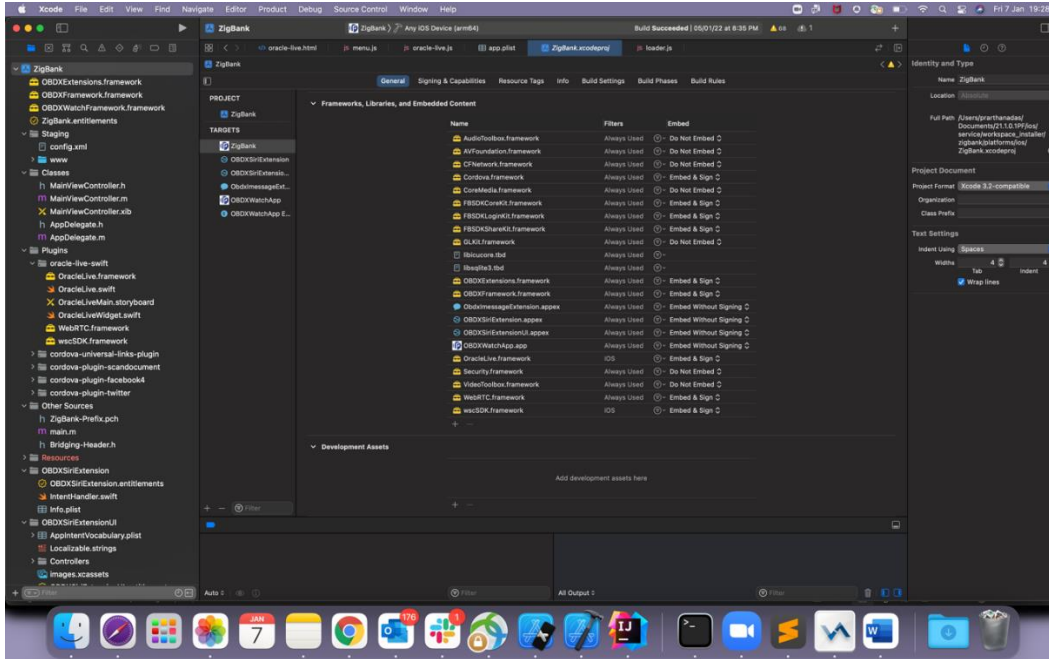 Xcode File Edit View Find Navigate Editor Product Debug Source Control Window Help Fri 7 Jan 19:28
ZigBank ZigBank Any iOS Device (arm64) Build Succeeded | 05/01/22 at 6:35 PM 68 1
oracle-live.html menu.js oracle-live.js app.plist ZigBank.xcodeproj loader.js
ZigBank
General Signing & Capabilities Resource Tags Info Build Settings Build Phases Build Rules
ZigBank
OBDXExtensions.framework
OBDXFramework.framework
OBDXWatchFramework.framework
ZigBank.entitlements
Staging
config.xml
www
Classes
MainViewController.h
MainViewController.m
MainViewController.xib
AppDelegate.h
AppDelegate.m
Plugins
oracle-live-swift
OracleLive.framework
OracleLive.swift
OracleLiveMain.storyboard
OracleLiveWidget.swift
WebRTC.framework
wscSDK.framework
cordova-universal-links-plugin
cordova-plugin-scandocument
cordova-plugin-facebook4
cordova-plugin-twitter
Other Sources
ZigBank-Prefix.pch
main.m
Bridging-Header.h
Resources
OBDXSiriExtension
OBDXSiriExtension.entitlements
IntentHandler.swift
Info.plist
OBDXSiriExtensionUI
AppIntentVocabulary.plist
Localizable.strings
Controllers
images.xcassets
Filter
PROJECT
ZigBank
TARGETS
ZigBank
OBDXSiriExtension
OBDXSiriExtensio...
ObdxImessageExt...
OBDXWatchApp
OBDXWatchApp E...
Filter
Frameworks, Libraries, and Embedded Content
Name Filters Embed
AudioToolbox.framework Always Used Do Not Embed
AVFoundation.framework Always Used Do Not Embed
CFNetwork.framework Always Used Do Not Embed
Cordova.framework Always Used Embed & Sign
CoreMedia.framework Always Used Do Not Embed
FBSDKCoreKit.framework Always Used Embed & Sign
FBSDKLoginKit.framework Always Used Embed & Sign
FBSDKShareKit.framework Always Used Embed & Sign
GLKit.framework Always Used Do Not Embed
libicucore.tbd Always Used
libsqlite3.tbd Always Used
OBDXExtensions.framework Always Used Embed & Sign
OBDXFramework.framework Always Used Embed & Sign
ObdxImessageExtension.appex Always Used Embed Without Signing
OBDXSiriExtension.appex Always Used Embed Without Signing
OBDXSiriExtensionUI.appex Always Used Embed Without Signing
OBDXWatchApp.app Always Used Embed Without Signing
OracleLive.framework iOS Embed & Sign
Security.framework Always Used Do Not Embed
VideoToolbox.framework Always Used Do Not Embed
WebRTC.framework Always Used Embed & Sign
wscSDK.framework iOS Embed & Sign
Development Assets
Add development assets here
Auto Filter All Output Filter
Identity and Type
Name ZigBank
Location Absolute
Full Path /Users/prarthanadas/
Documents/21.1.0.1PF/ios/
service/workspace_installer/
zigbank/platforms/ios/
ZigBank.xcodeproj
Project Document
Project Format Xcode 3.2-compatible
Organization
Class Prefix
Text Settings
Indent Using Spaces
Widths 4 4
Tab Indent
Wrap lines
JAN
7
176
1